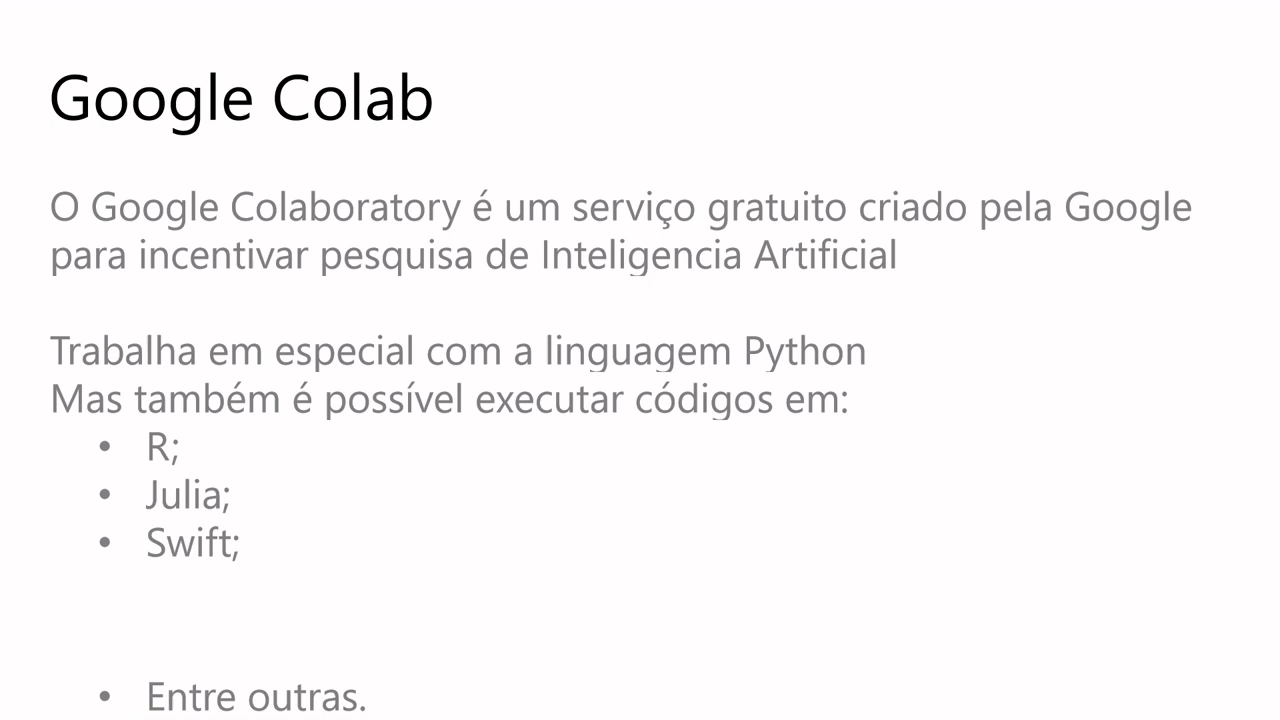 Google Colab
O Google Colaboratory é um serviço gratuito criado pela Google
para incentivar pesquisa de Inteligencia Artificial
Trabalha em especial com a linguagem Python
Mas também é possível executar códigos em:
• R;
• Julia;
• Swift;
• Entre outras.